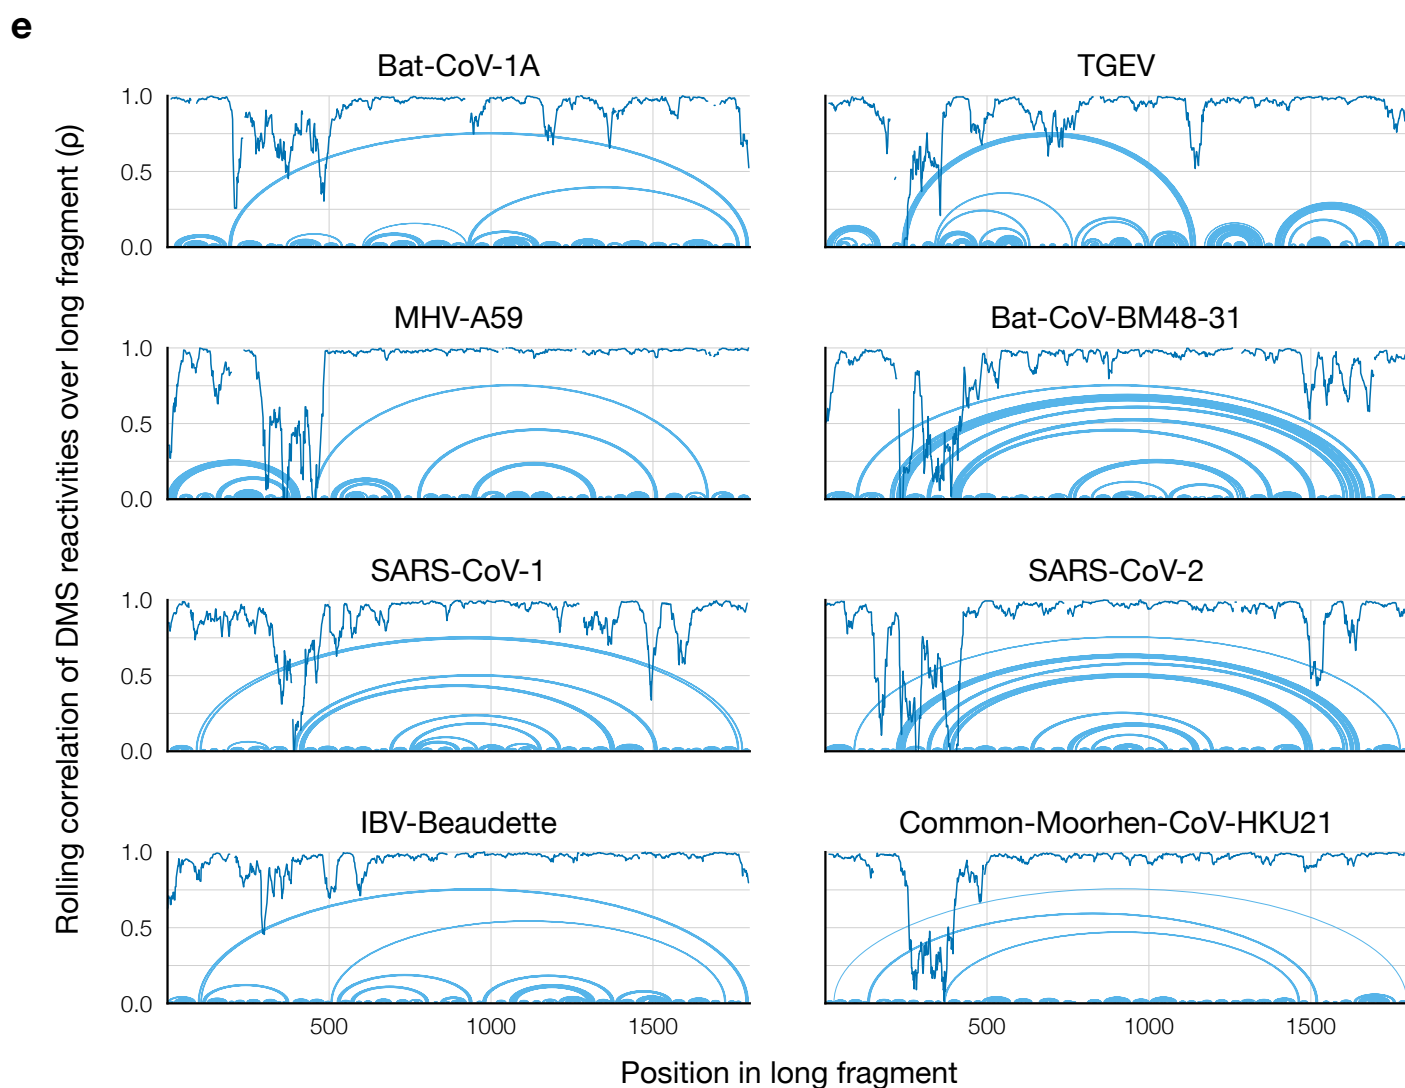 e
Bat-CoV-1A
TGEV
1.0
0.5
0.0
MHV-A59
Bat-CoV-BM48-31
1.0
0.5
0.0
SARS-CoV-1
SARS-CoV-2
1.0
0.5
0.0
IBV-Beaudette
Common-Moorhen-CoV-HKU21
1.0
0.5
0.0
500 1000 1500
500 1000 1500
Rolling correlation of DMS reactivities over long fragment (ρ)
Position in long fragment